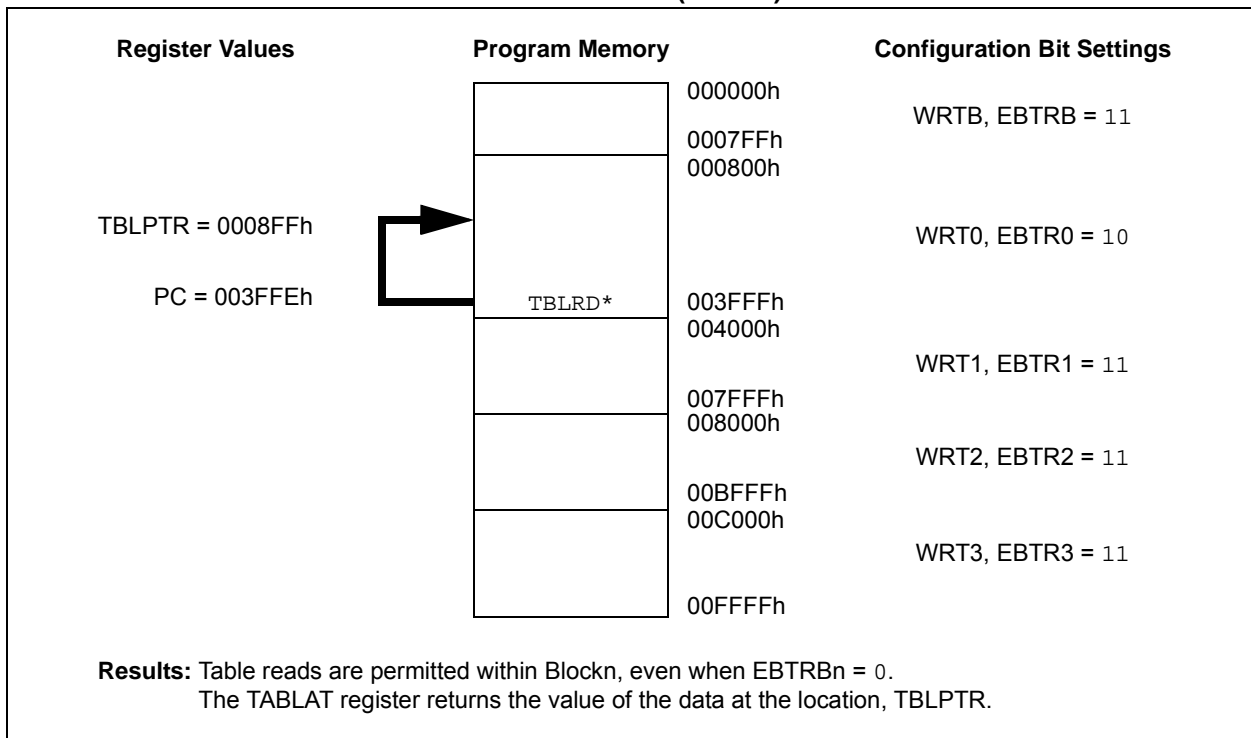 Register Values Program Memory Configuration Bit Settings
000000h
WRTB, EBTRB = 11
0007FFh
000800h
TBLPTR = 0008FFh
WRT0, EBTR0 = 10
PC = 003FFEh
TBLRD* 003FFFh
004000h
WRT1, EBTR1 = 11
007FFFh
008000h
WRT2, EBTR2 = 11
00BFFFh
00C000h
WRT3, EBTR3 = 11
00FFFFh
Results: Table reads are permitted within Blockn, even when EBTRBn = 0.
The TABLAT register returns the value of the data at the location, TBLPTR.